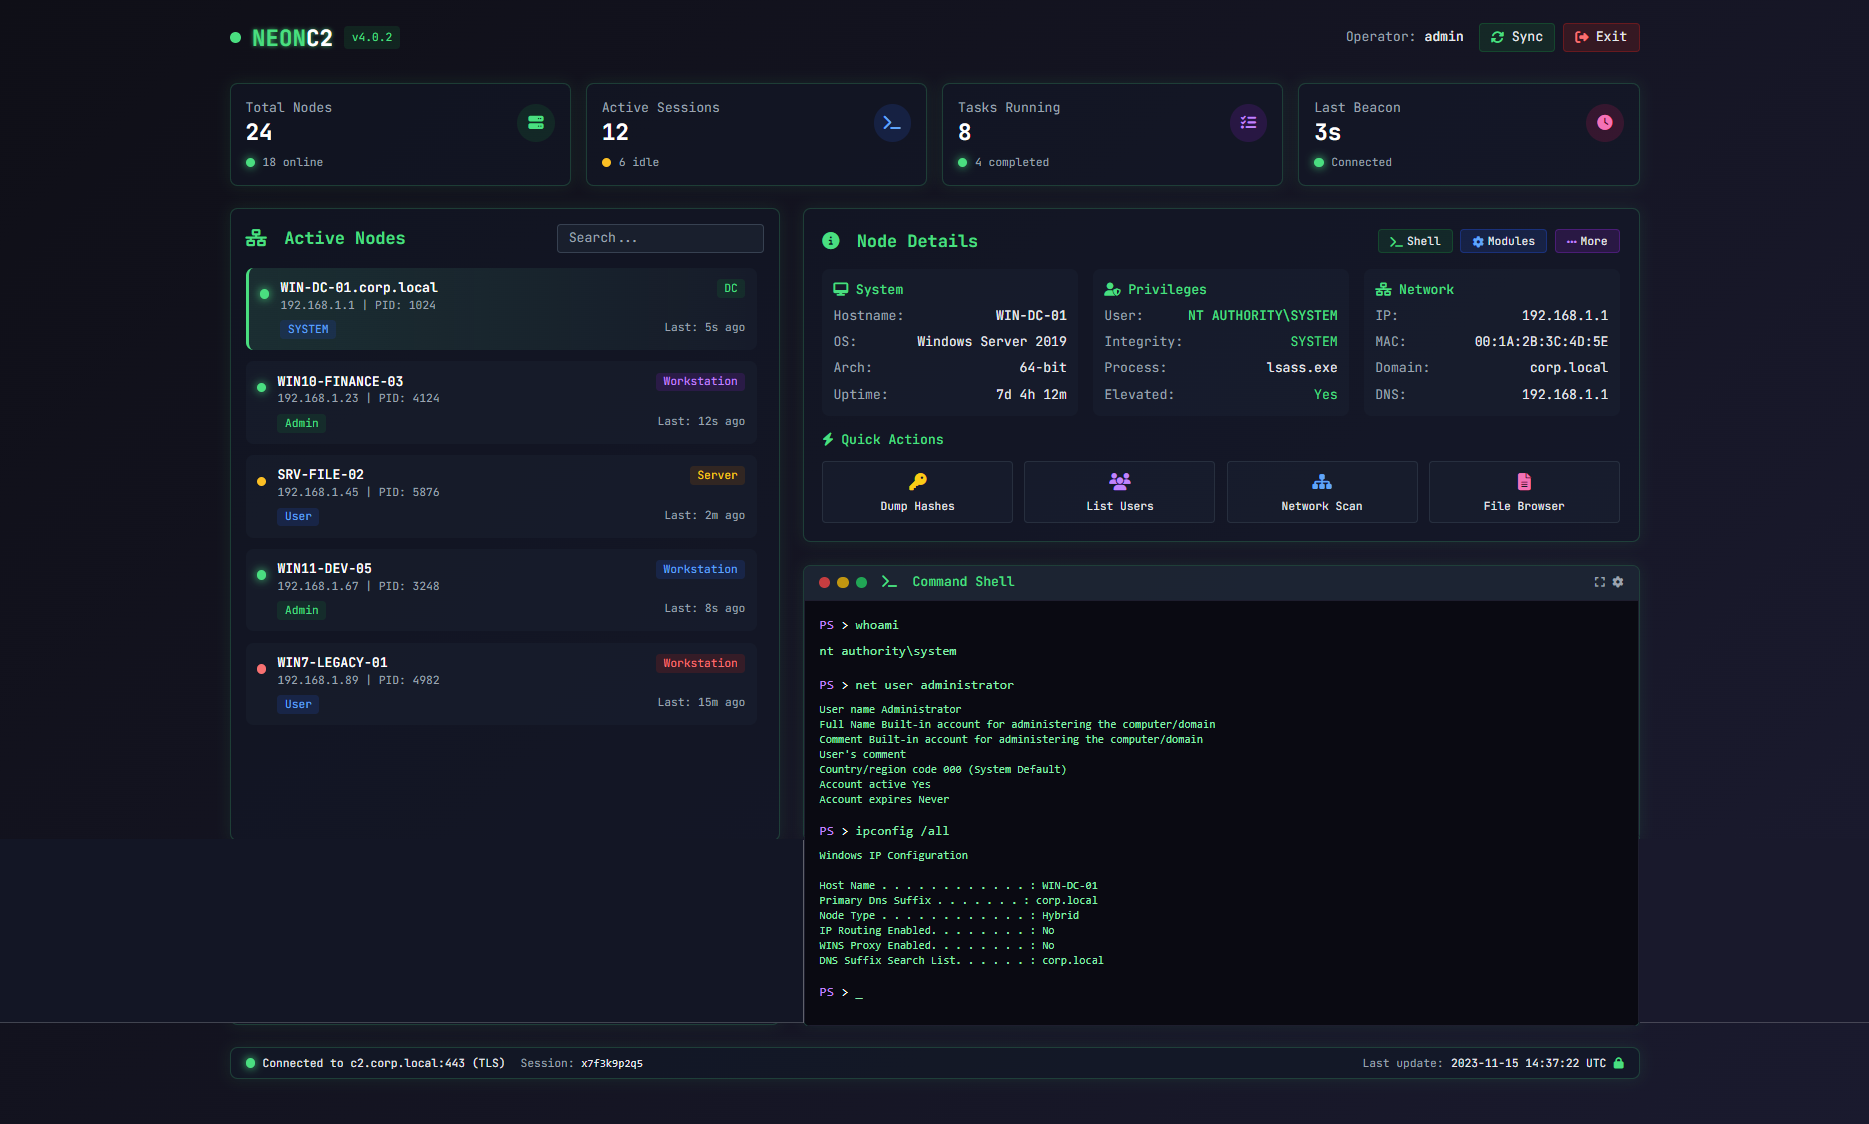 NEONC2 v4.0.2
Operator: admin Sync Exit
Total Nodes
24
18 online
Active Sessions
12
6 idle
Tasks Running
8
4 completed
Last Beacon
3s
Connected
Active Nodes
Search...
WIN-DC-01.corp.local DC
192.168.1.1 | PID: 1024
SYSTEM Last: 5s ago
WIN10-FINANCE-03 Workstation
192.168.1.23 | PID: 4124
Admin Last: 12s ago
SRV-FILE-02 Server
192.168.1.45 | PID: 5876
User Last: 2m ago
WIN11-DEV-05 Workstation
192.168.1.67 | PID: 3248
Admin Last: 8s ago
WIN7-LEGACY-01 Workstation
192.168.1.89 | PID: 4982
User Last: 15m ago
Node Details
Shell Modules More
System
Hostname: WIN-DC-01
OS: Windows Server 2019
Arch: 64-bit
Uptime: 7d 4h 12m
Privileges
User: NT AUTHORITY\SYSTEM
Integrity: SYSTEM
Process: lsass.exe
Elevated: Yes
Network
IP: 192.168.1.1
MAC: 00:1A:2B:3C:4D:5E
Domain: corp.local
DNS: 192.168.1.1
Quick Actions
Dump Hashes
List Users
Network Scan
File Browser
Command Shell
PS > whoami
nt authority\system
PS > net user administrator
User name Administrator
Full Name Built-in account for administering the computer/domain
Comment Built-in account for administering the computer/domain
User's comment
Country/region code 000 (System Default)
Account active Yes
Account expires Never
PS > ipconfig /all
Windows IP Configuration
Host Name . . . . . . . . . . . . : WIN-DC-01
Primary Dns Suffix . . . . . . . : corp.local
Node Type . . . . . . . . . . . . : Hybrid
IP Routing Enabled. . . . . . . . : No
WINS Proxy Enabled. . . . . . . . : No
DNS Suffix Search List. . . . . . : corp.local
PS > _
Connected to c2.corp.local:443 (TLS) Session: x7f3k9p2q5
Last update: 2023-11-15 14:37:22 UTC